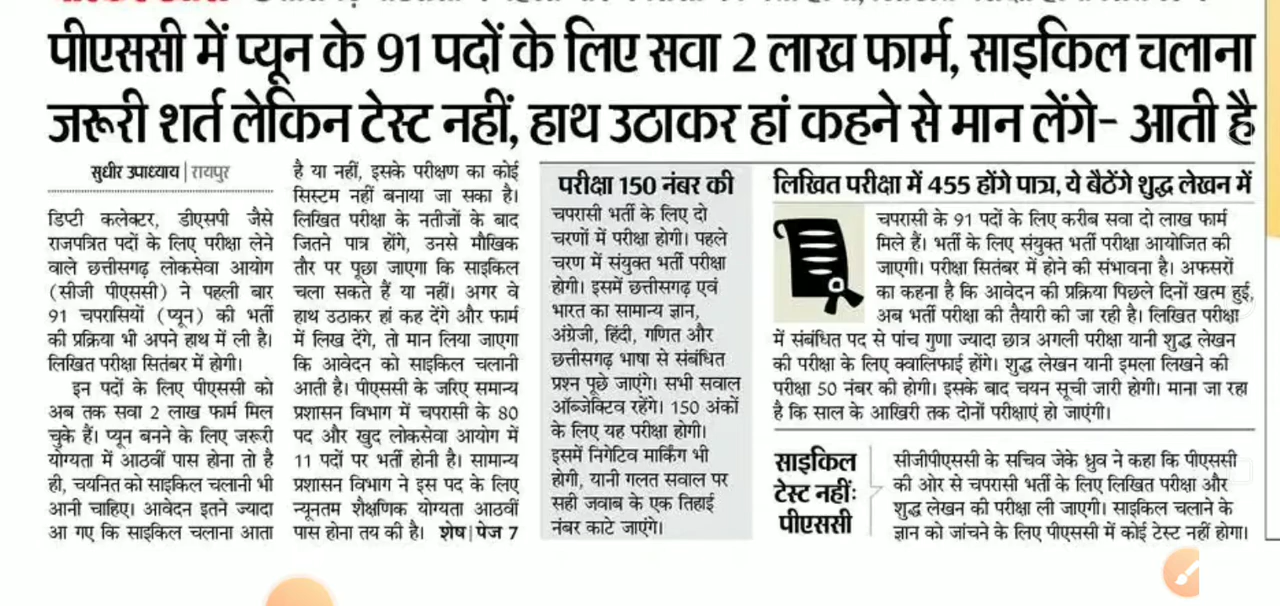 पीएससी में प्यून के 91 पदों के लिए सवा 2 लाख फार्म, साइकिल चलाना
जरूरी शर्त लेकिन टेस्ट नहीं, हाथ उठाकर हां कहने से मान लेंगे- आती है
सुधीर उपाध्याय | रायपुर
डिप्टी कलेक्टर, डीएसपी जैसे
राजपत्रित पदों के लिए परीक्षा लेने
वाले छत्तीसगढ़ लोकसेवा आयोग
(सीजी पीएससी) ने पहली बार
91 चपरासियों (प्यून) की भर्ती
की प्रक्रिया भी अपने हाथ में ली है।
लिखित परीक्षा सितंबर में होगी।
इन पदों के लिए पीएससी को
अब तक सवा 2 लाख फार्म मिल
चुके हैं। प्यून बनने के लिए जरूरी
योग्यता में आठवीं पास होना तो है
ही, चयनित को साइकिल चलानी भी
आनी चाहिए। आवेदन इतने ज्यादा
आ गए कि साइकिल चलाना आता
है या नहीं, इसके परीक्षण का कोई
सिस्टम नहीं बनाया जा सका है।
लिखित परीक्षा के नतीजों के बाद
जितने पात्र होंगे, उनसे मौखिक
तौर पर पूछा जाएगा कि साइकिल
चला सकते हैं या नहीं। अगर वे
हाथ उठाकर हां कह देंगे और फार्म
में लिख देंगे, तो मान लिया जाएगा
कि आवेदन को साइकिल चलानी
आती है। पीएससी के जरिए समान्य
प्रशासन विभाग में चपरासी के 80
पद और खुद लोकसेवा आयोग में
11 पदों पर भर्ती होनी है। सामान्य
प्रशासन विभाग ने इस पद के लिए
न्यूनतम शैक्षणिक योग्यता आठवीं
पास होना तय की है। शेष | पेज 7
परीक्षा 150 नंबर की
चपरासी भर्ती के लिए दो
चरणों में परीक्षा होगी। पहले
चरण में संयुक्त भर्ती परीक्षा
होगी। इसमें छत्तीसगढ़ एवं
भारत का सामान्य ज्ञान,
अंग्रेजी, हिंदी, गणित और
छत्तीसगढ़ भाषा से संबंधित
प्रश्न पूछे जाएंगे। सभी सवाल
ऑब्जेक्टिव रहेंगे। 150 अंकों
के लिए यह परीक्षा होगी।
इसमें निगेटिव मार्किंग भी
होगी, यानी गलत सवाल पर
सही जवाब के एक तिहाई
नंबर काटे जाएंगे।
लिखित परीक्षा में 455 होंगे पात्र, ये बैठेंगे शुद्ध लेखन में
चपरासी के 91 पदों के लिए करीब सवा दो लाख फार्म
मिले हैं। भर्ती के लिए संयुक्त भर्ती परीक्षा आयोजित की
जाएगी। परीक्षा सितंबर में होने की संभावना है। अफसरों
का कहना है कि आवेदन की प्रक्रिया पिछले दिनों खत्म हुई,
अब भर्ती परीक्षा की तैयारी की जा रही है। लिखित परीक्षा
में संबंधित पद से पांच गुणा ज्यादा छात्र अगली परीक्षा यानी शुद्ध लेखन
की परीक्षा के लिए क्वालिफाई होंगे। शुद्ध लेखन यानी इमला लिखने की
परीक्षा 50 नंबर की होगी। इसके बाद चयन सूची जारी होगी। माना जा रहा
है कि साल के आखिरी तक दोनों परीक्षाएं हो जाएंगी।
साइकिल
टेस्ट नहीं:
पीएससी
सीजीपीएससी के सचिव जेके ध्रुव ने कहा कि पीएससी
की ओर से चपरासी भर्ती के लिए लिखित परीक्षा और
शुद्ध लेखन की परीक्षा ली जाएगी। साइकिल चलाने के
ज्ञान को जांचने के लिए पीएससी में कोई टेस्ट नहीं होगा।